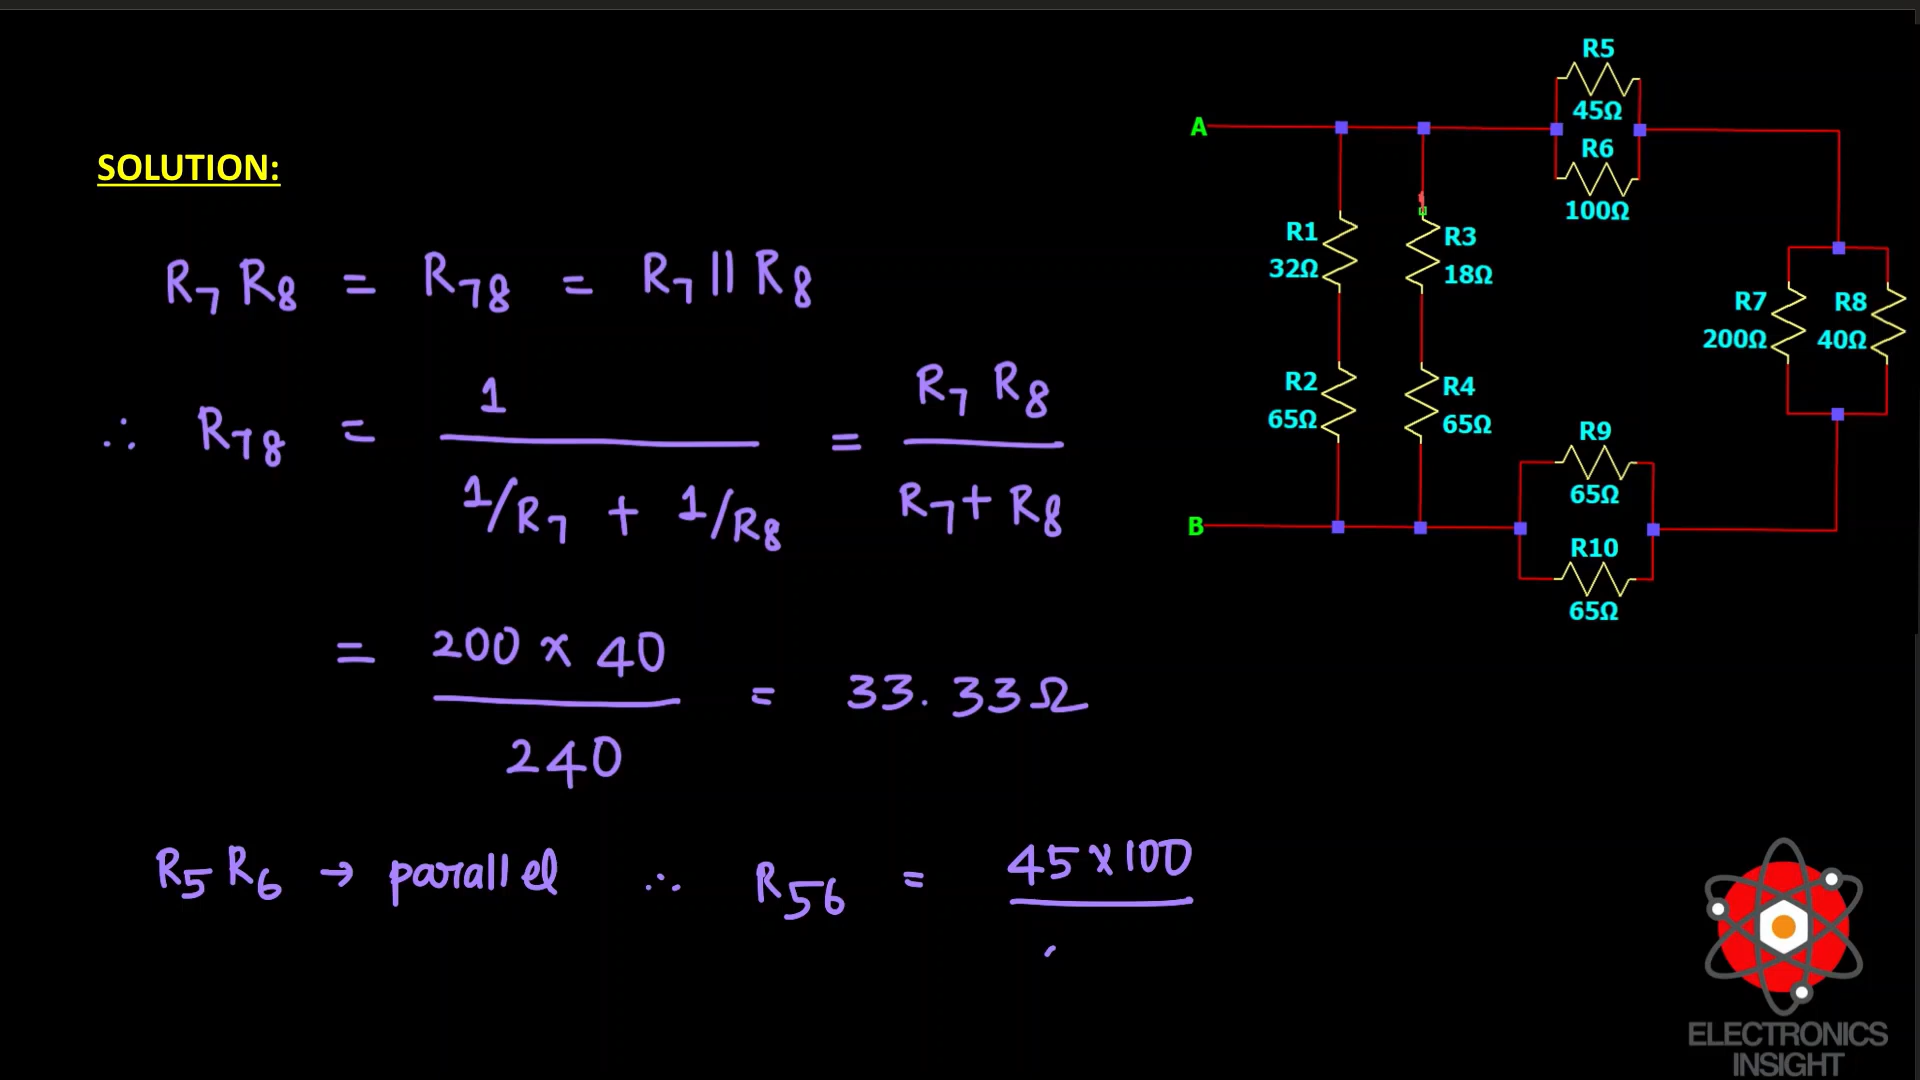 SOLUTION:
R7 R8 = R78 = R7 || R8
∴ R78 = 1 / (1/R7 + 1/R8) = R7 R8 / (R7 + R8)
= 200 x 40 / 240 = 33.33Ω
R5 R6 → parallel ∴ R56 = 45 x 100
A
B
R5
45Ω
R6
100Ω
R1
32Ω
R3
18Ω
R2
65Ω
R4
65Ω
R7
200Ω
R8
40Ω
R9
65Ω
R10
65Ω
ELECTRONICS
INSIGHT